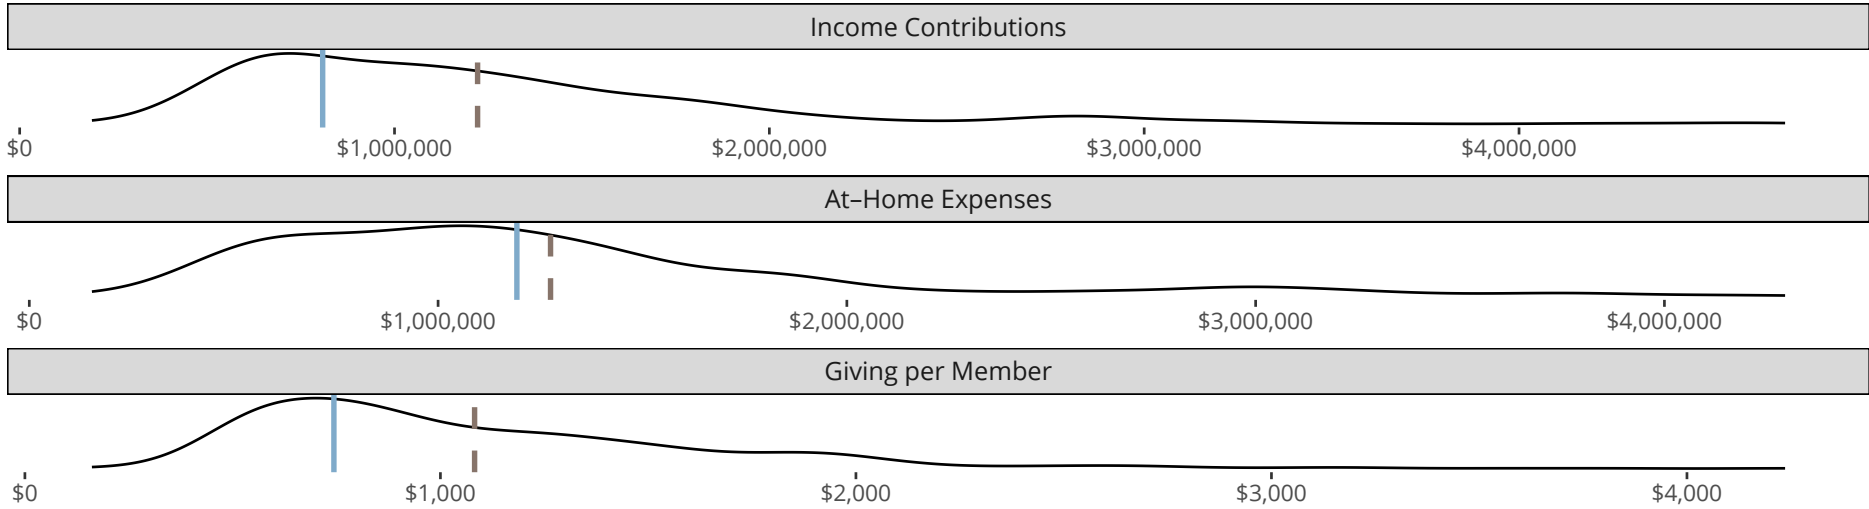 Income Contributions
$0 $1,000,000 $2,000,000 $3,000,000 $4,000,000
At–Home Expenses
$0 $1,000,000 $2,000,000 $3,000,000 $4,000,000
Giving per Member
$0 $1,000 $2,000 $3,000 $4,000